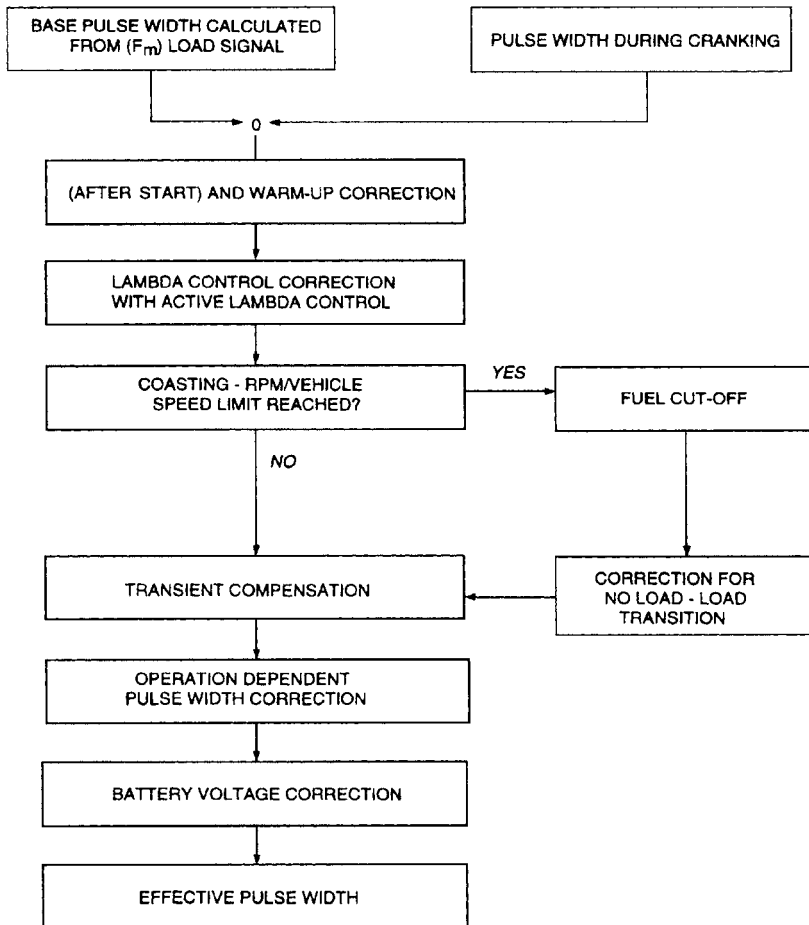 BASE PULSE WIDTH CALCULATED
FROM (Fm) LOAD SIGNAL
PULSE WIDTH DURING CRANKING
0
(AFTER START) AND WARM-UP CORRECTION
LAMBDA CONTROL CORRECTION
WITH ACTIVE LAMBDA CONTROL
COASTING - RPM/VEHICLE
SPEED LIMIT REACHED?
YES
FUEL CUT-OFF
NO
TRANSIENT COMPENSATION
CORRECTION FOR
NO LOAD - LOAD
TRANSITION
OPERATION DEPENDENT
PULSE WIDTH CORRECTION
BATTERY VOLTAGE CORRECTION
EFFECTIVE PULSE WIDTH